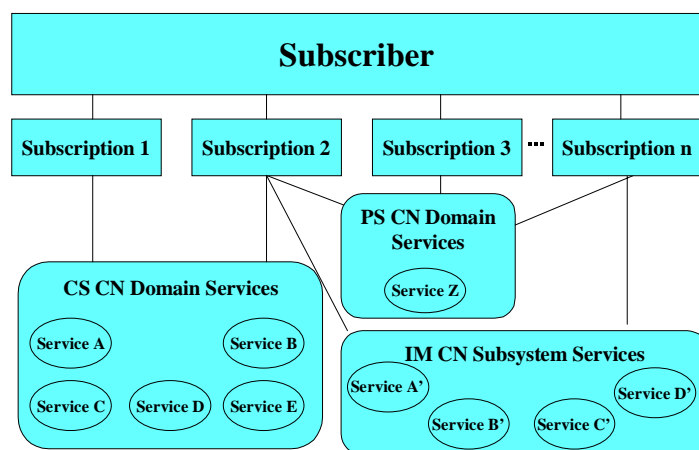 Subscriber
Subscription 1
Subscription 2
Subscription 3
...
Subscription n
PS CN Domain
Services
Service Z
CS CN Domain Services
Service A
Service B
Service C
Service D
Service E
IM CN Subsystem Services
Service A’
Service B’
Service C’
Service D’